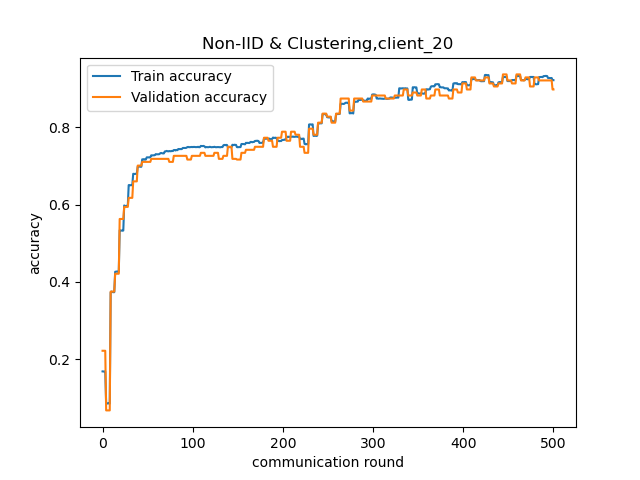 Non-IID & Clustering,client_20
Train accuracy
Validation accuracy
accuracy
0.8
0.6
0.4
0.2
0
100
200
300
400
500
communication round